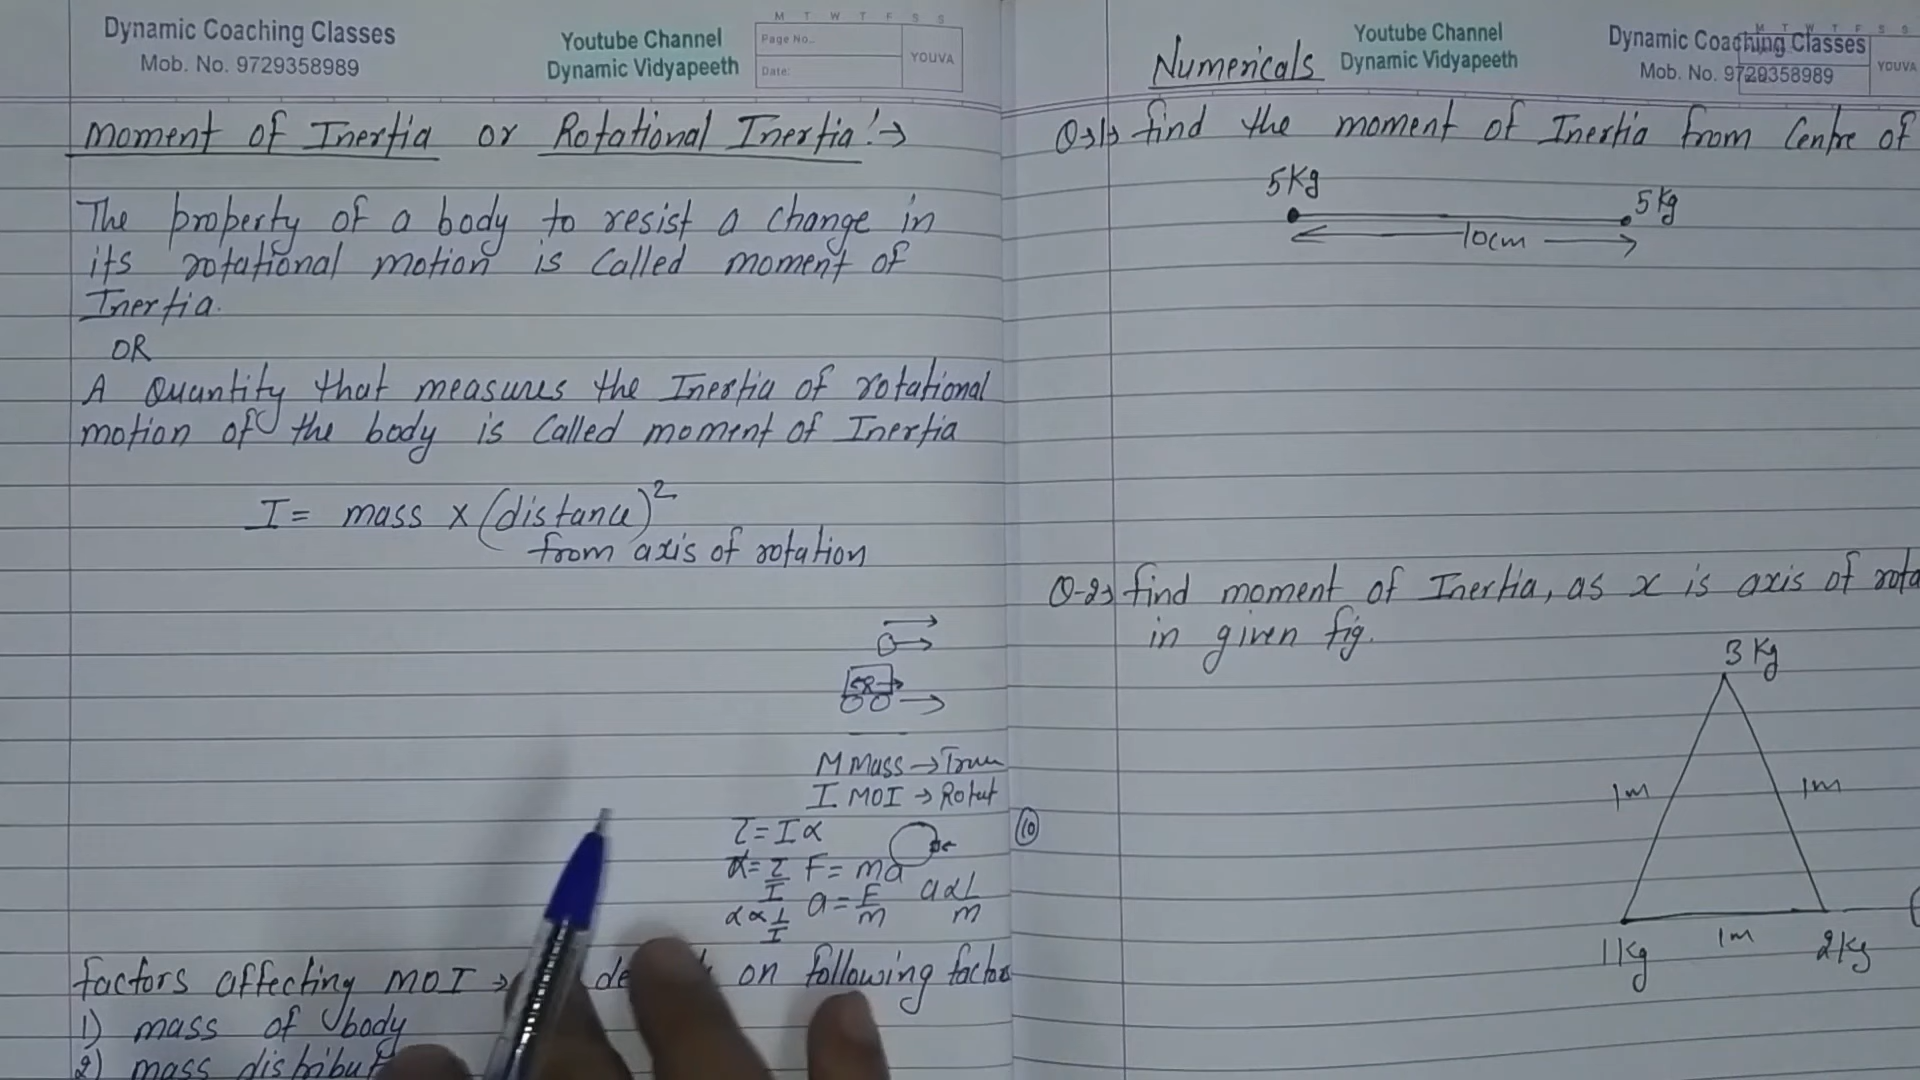 Dynamic Coaching Classes
Mob. No. 9729358989
Youtube Channel
Dynamic Vidyapeeth
M T W T F S S
Page No..
Date:
YOUVA
Moment of Inertia or Rotational Inertia:→
The property of a body to resist a change in
its rotational motion is called moment of
Inertia.
OR
A Quantity that measures the Inertia of rotational
motion of the body is called moment of Inertia
I = mass x (distance)²
from axis of rotation
M Mass →
I MOI →
τ = Iα
α = τ/I F = ma
α ∝ 1/I a = F/m a ∝ 1/m
factors affecting MOI → on following factors
1) mass of body
2) mass
Numericals
Youtube Channel
Dynamic Vidyapeeth
Dynamic Coaching Classes
Mob. No. 9729358989
M T W T F S S
YOUVA
Q→1) find the moment of Inertia from Centre of
5Kg
5Kg
10cm
Q-2) find moment of Inertia, as x is axis of
in given fig.
3 Kg
1m
1m
10
1Kg
1m
2Kg